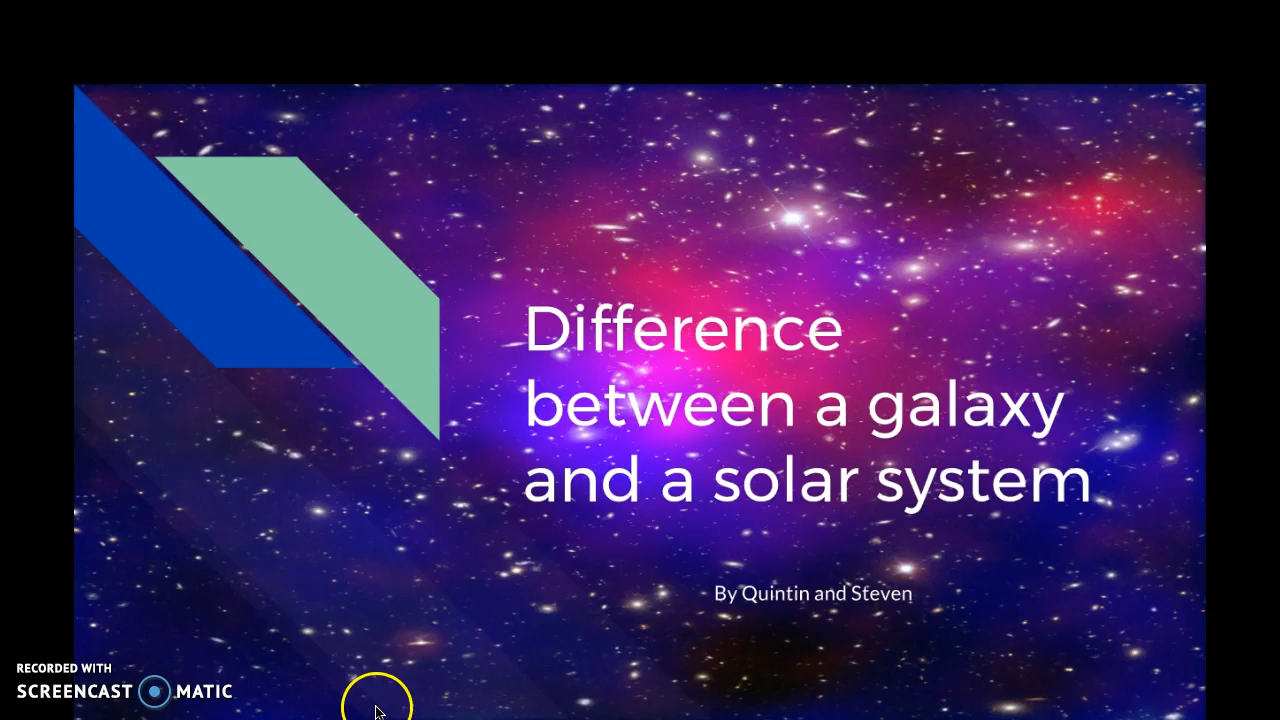 Difference
between a galaxy
and a solar system
By Quintin and Steven
RECORDED WITH
SCREENCAST MATIC